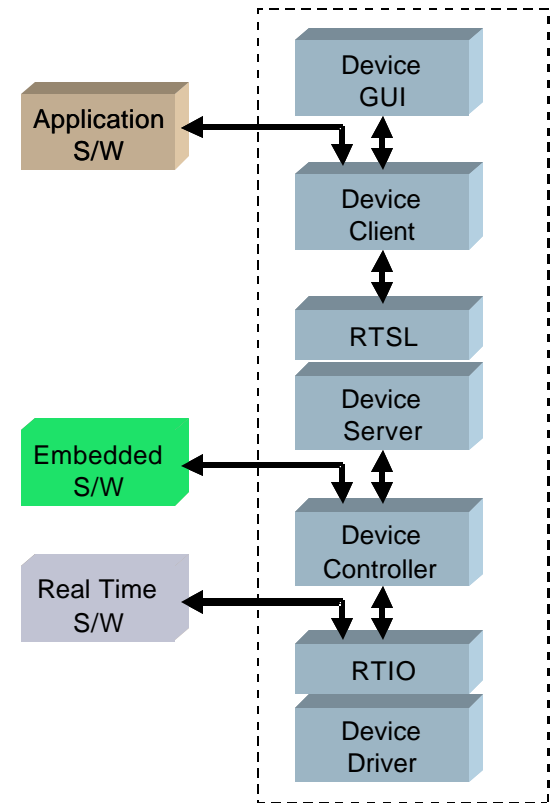 Device
GUI
Application
S/W
Device
Client
RTSL
Device
Server
Embedded
S/W
Device
Controller
Real Time
S/W
RTIO
Device
Driver